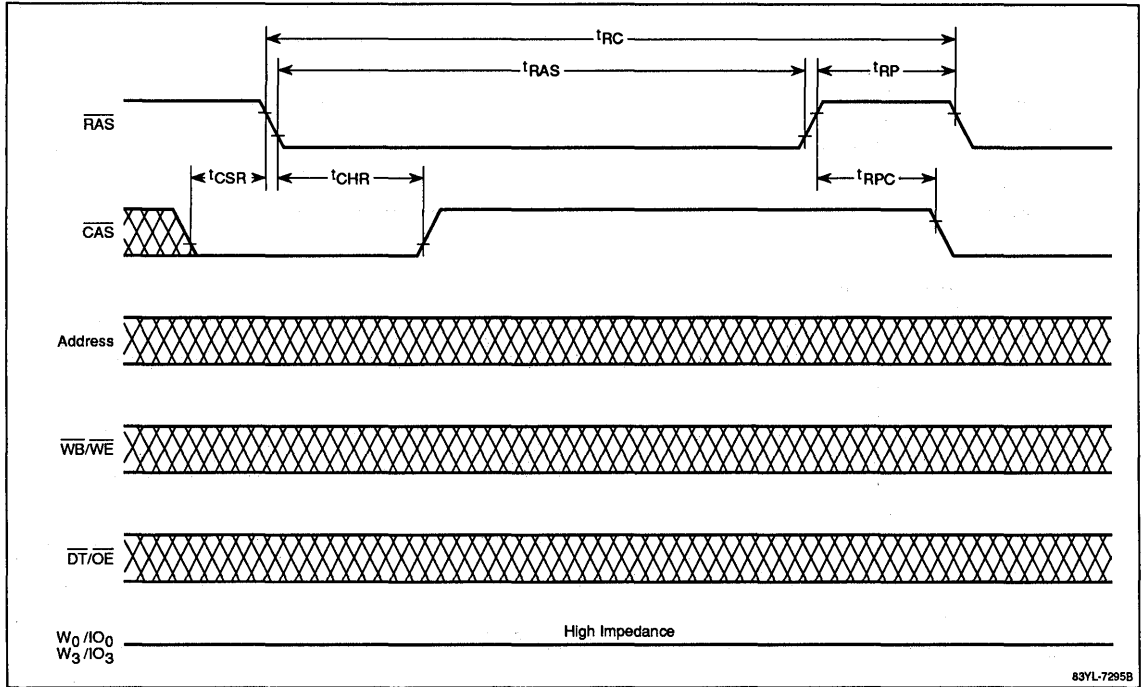 tRC
tRAS
tRP
RAS
tCSR
tCHR
tRPC
CAS
Address
WB/WE
DT/OE
High Impedance
W0/IO0
W3/IO3
83YL-7295B